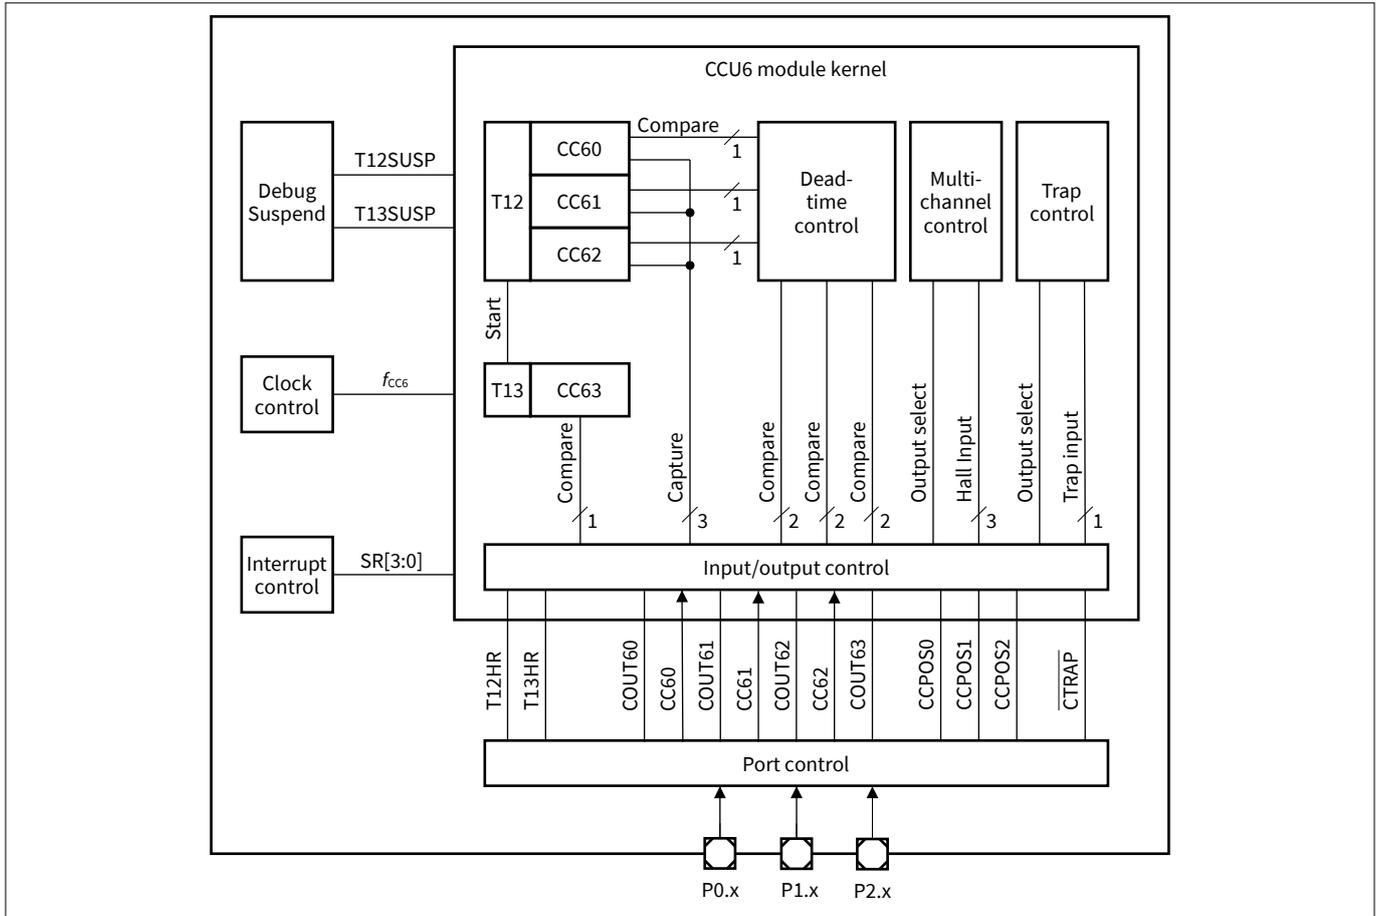 CCU6 module kernel
Debug
Suspend
T12SUSP
T13SUSP
T12
CC60
CC61
CC62
Compare
1
1
1
Dead-
time
control
Multi-
channel
control
Trap
control
Start
Clock
control
fCC6
T13
CC63
Compare
1
Capture
3
Compare
2
Compare
2
Compare
2
Output select
Hall Input
3
Output select
Trap input
1
Interrupt
control
SR[3:0]
Input/output control
T12HR
T13HR
COUT60
CC60
COUT61
CC61
COUT62
CC62
COUT63
CCPOS0
CCPOS1
CCPOS2
CTRAP
Port control
P0.x
P1.x
P2.x